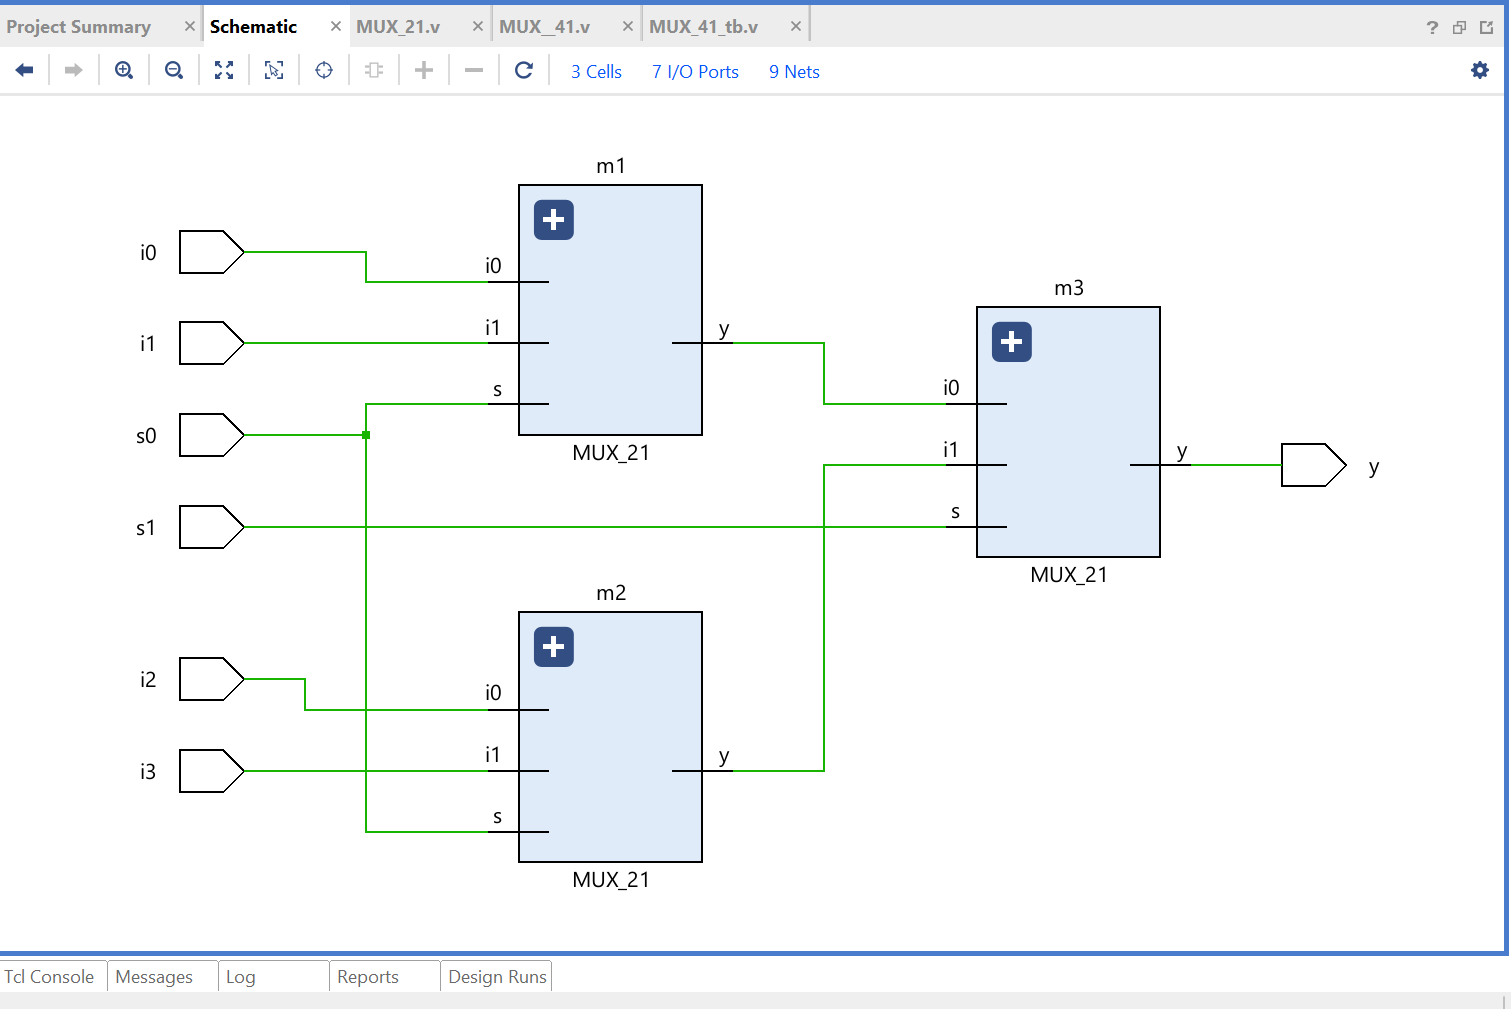 Project Summary × Schematic × MUX_21.v × MUX__41.v × MUX_41_tb.v × ?
3 Cells 7 I/O Ports 9 Nets
m1
i0
i0
i1
i1
y
s
s0
MUX_21
m3
i0
i1
y
y
s
s1
MUX_21
m2
i2
i0
i3
i1
y
s
MUX_21
Tcl Console Messages Log Reports Design Runs